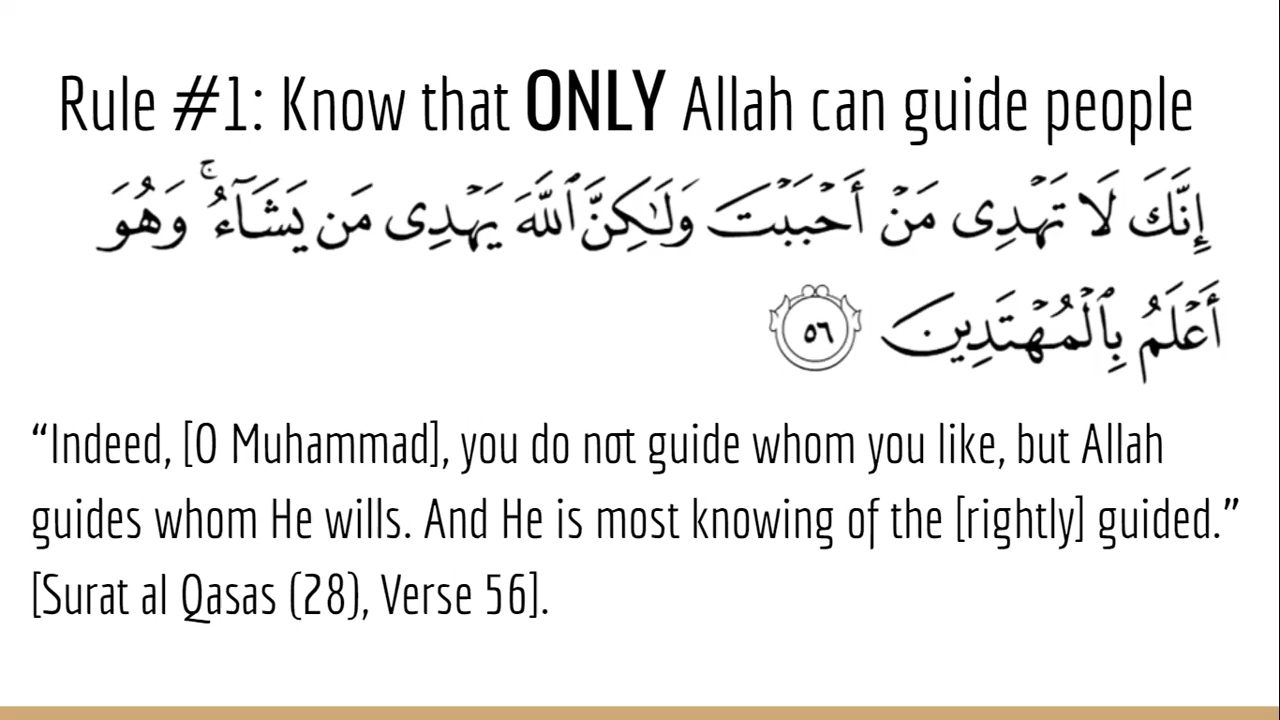 Rule #1: Know that ONLY Allah can guide people
إِنَّكَ لَا تَهْدِى مَنْ أَحْبَبْتَ وَلَٰكِنَّ ٱللَّهَ يَهْدِى مَن يَشَآءُ ۚ وَهُوَ
أَعْلَمُ بِٱلْمُهْتَدِينَ ٥٦
“Indeed, [O Muhammad], you do not guide whom you like, but Allah
guides whom He wills. And He is most knowing of the [rightly] guided.”
[Surat al Qasas (28), Verse 56].